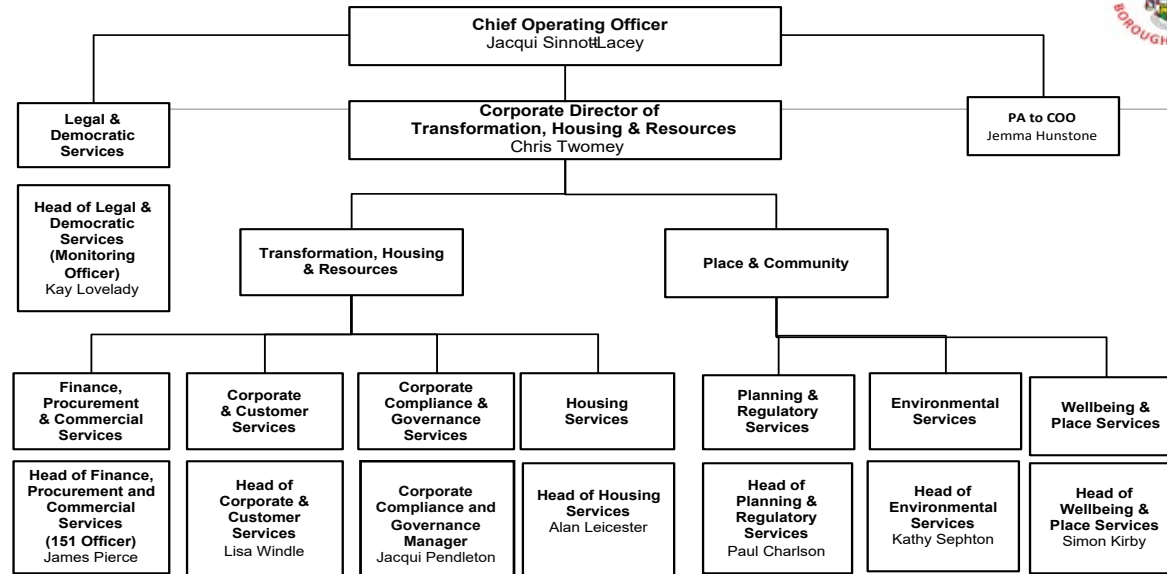 Chief Operating Officer
Jacqui Sinnott-Lacey
BOROUGH
Legal &
Democratic
Services
Corporate Director of
Transformation, Housing & Resources
Chris Twomey
PA to COO
Jemma Hunstone
Head of Legal &
Democratic
Services
(Monitoring
Officer)
Kay Lovelady
Transformation, Housing
& Resources
Place & Community
Finance,
Procurement
& Commercial
Services
Corporate
& Customer
Services
Corporate
Compliance &
Governance
Services
Housing
Services
Planning &
Regulatory
Services
Environmental
Services
Wellbeing &
Place Services
Head of Finance,
Procurement and
Commercial
Services
(151 Officer)
James Pierce
Head of
Corporate &
Customer
Services
Lisa Windle
Corporate
Compliance and
Governance
Manager
Jacqui Pendleton
Head of Housing
Services
Alan Leicester
Head of
Planning &
Regulatory
Services
Paul Charlson
Head of
Environmental
Services
Kathy Sephton
Head of
Wellbeing &
Place Services
Simon Kirby